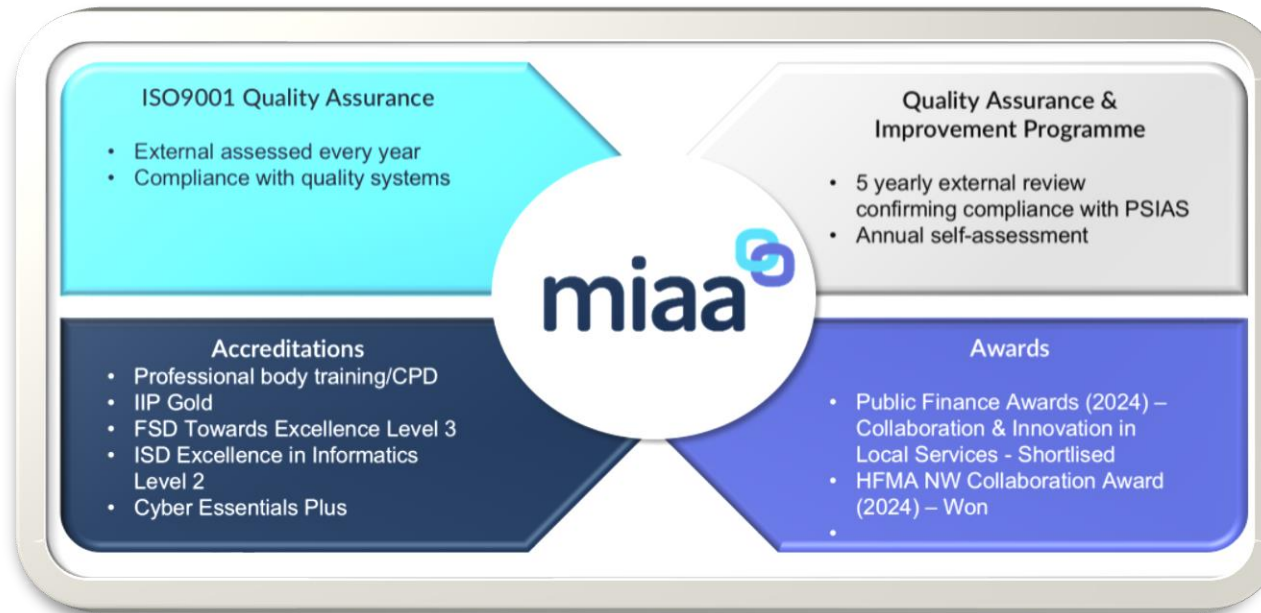 ISO9001 Quality Assurance
• External assessed every year
• Compliance with quality systems
Quality Assurance &
Improvement Programme
• 5 yearly external review
confirming compliance with PSIAS
• Annual self-assessment
miaa
Accreditations
• Professional body training/CPD
• IIP Gold
• FSD Towards Excellence Level 3
• ISD Excellence in Informatics
Level 2
• Cyber Essentials Plus
Awards
• Public Finance Awards (2024) –
Collaboration & Innovation in
Local Services - Shortlised
• HFMA NW Collaboration Award
(2024) – Won
•